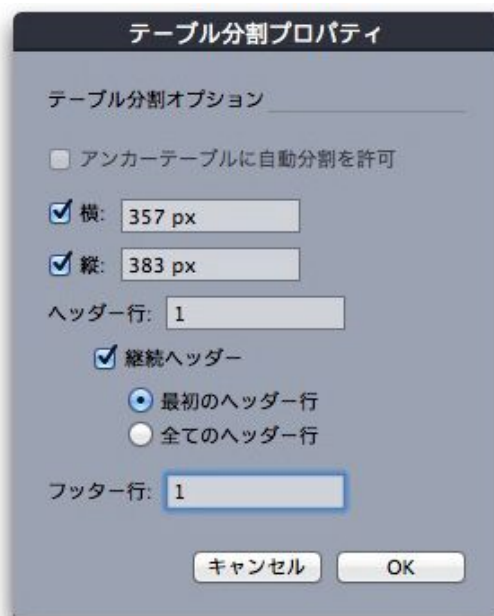 テーブル分割プロパティ
テーブル分割オプション
アンカーテーブルに自動分割を許可
横: 357 px
縦: 383 px
ヘッダー行: 1
継続ヘッダー
最初のヘッダー行
全てのヘッダー行
フッター行: 1
キャンセル OK